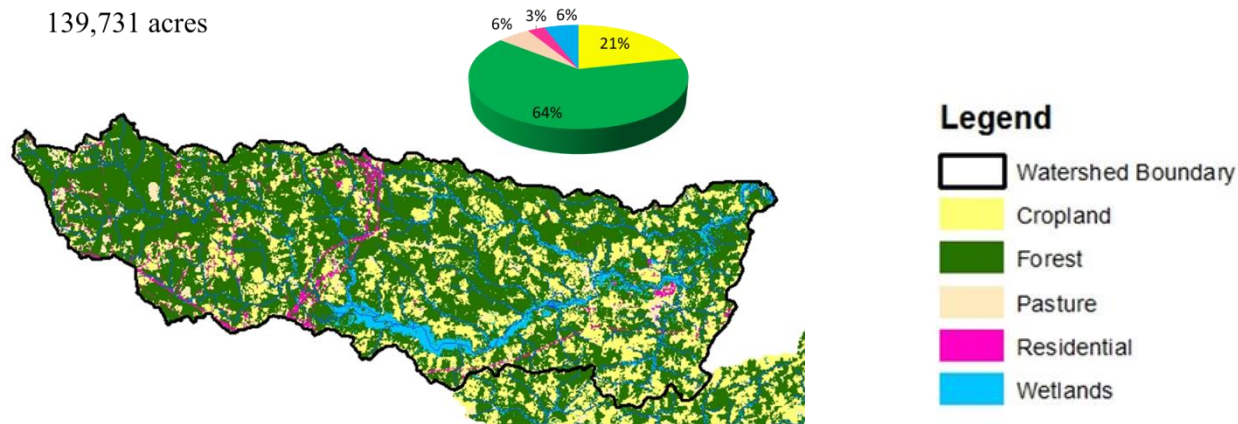 139,731 acres
6%
3%
6%
21%
64%
Legend
Watershed Boundary
Cropland
Forest
Pasture
Residential
Wetlands